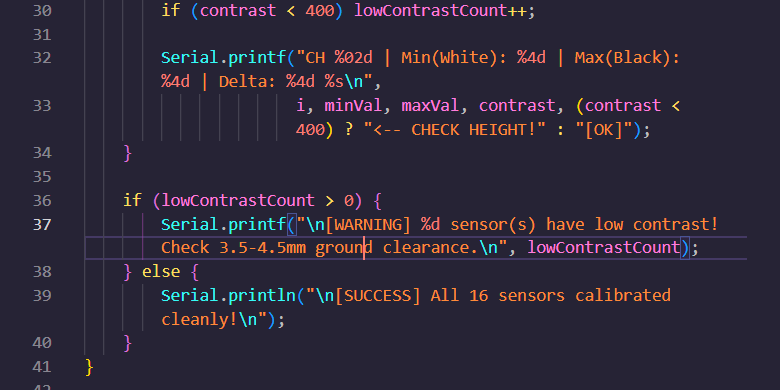 30 if (contrast < 400) lowContrastCount++;
31
32 Serial.printf("CH %02d | Min(White): %4d | Max(Black):
%4d | Delta: %4d %s\n",
33 i, minVal, maxVal, contrast, (contrast <
400) ? "<-- CHECK HEIGHT!" : "[OK]");
34 }
35
36 if (lowContrastCount > 0) {
37 Serial.printf("\n[WARNING] %d sensor(s) have low contrast!
Check 3.5-4.5mm ground clearance.\n", lowContrastCount);
38 } else {
39 Serial.println("\n[SUCCESS] All 16 sensors calibrated
cleanly!\n");
40 }
41 }